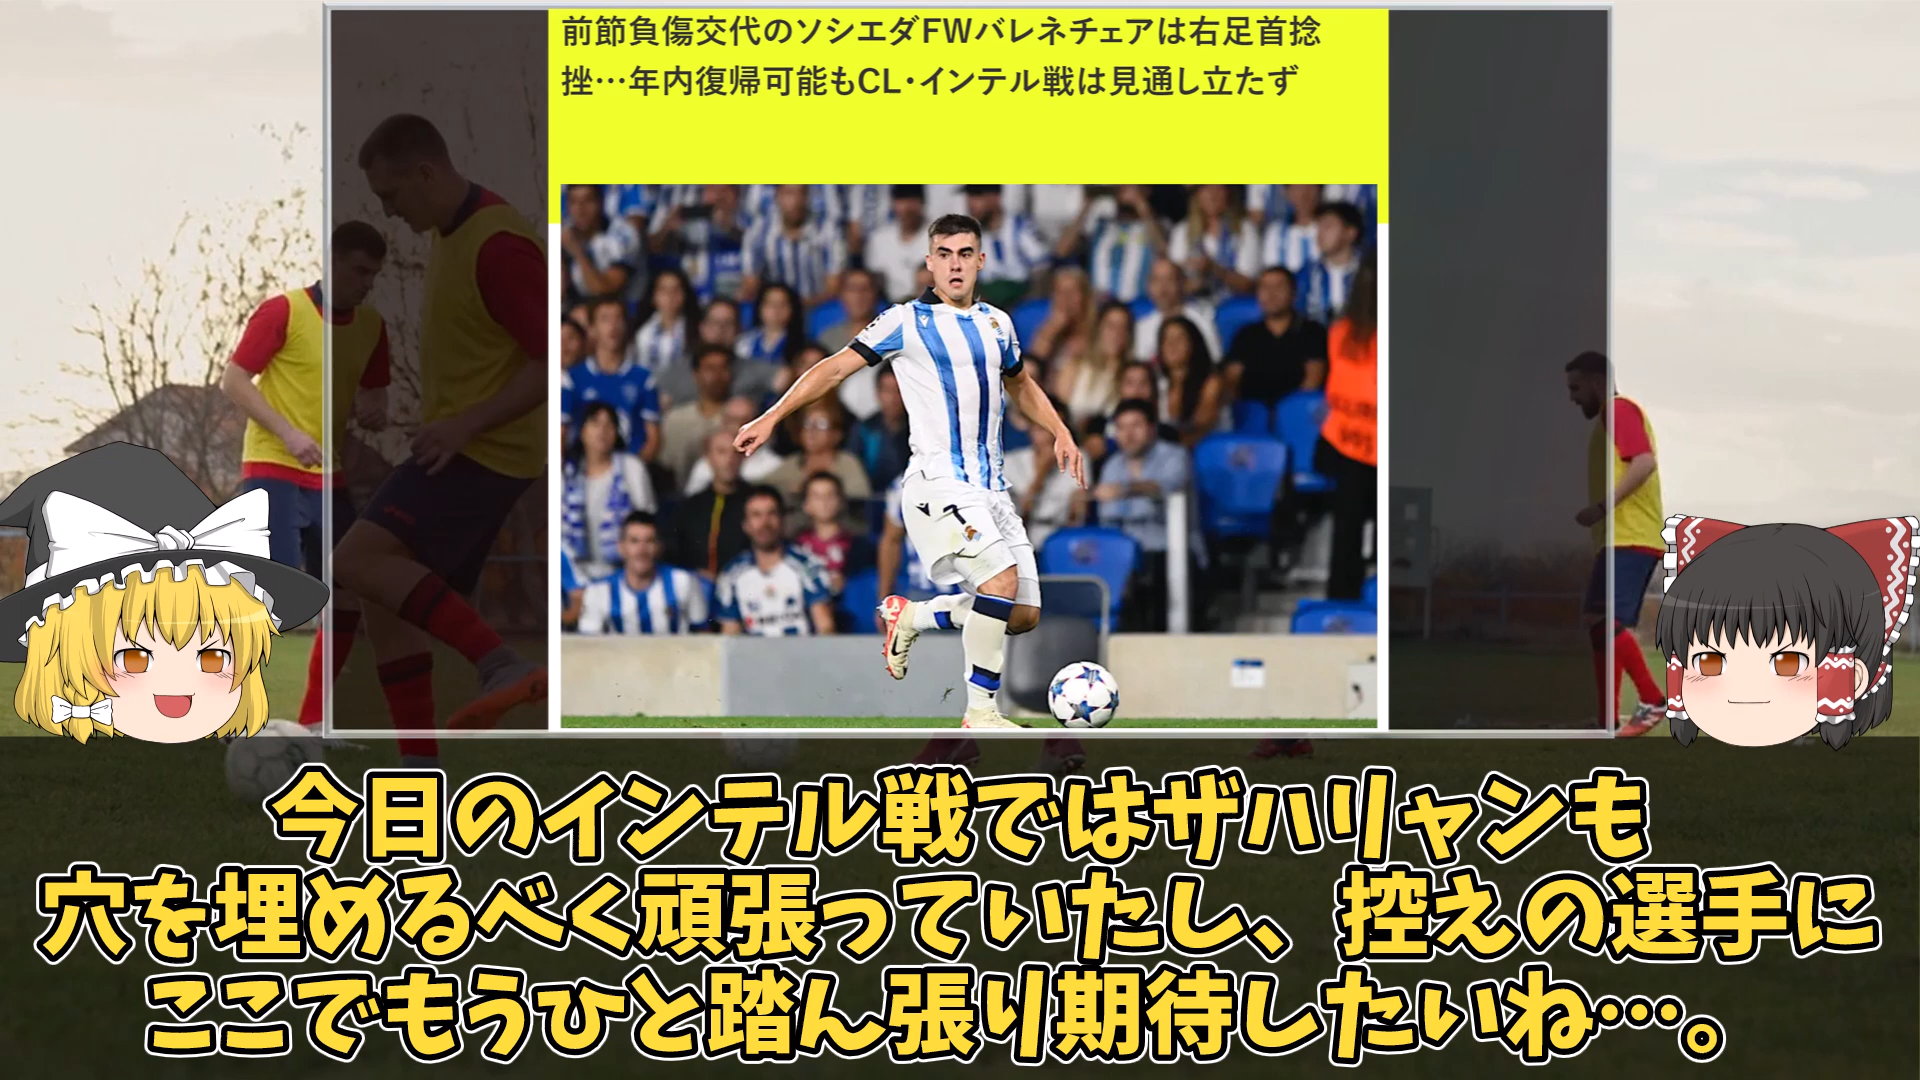 前節負傷交代のソシエダFWバレネチェアは右足首捻
挫…年内復帰可能もCL・インテル戦は見通し立たず
7
今日のインテル戦ではザハリャンも
穴を埋めるべく頑張っていたし、控えの選手に
ここでもうひと踏ん張り期待したいね…。